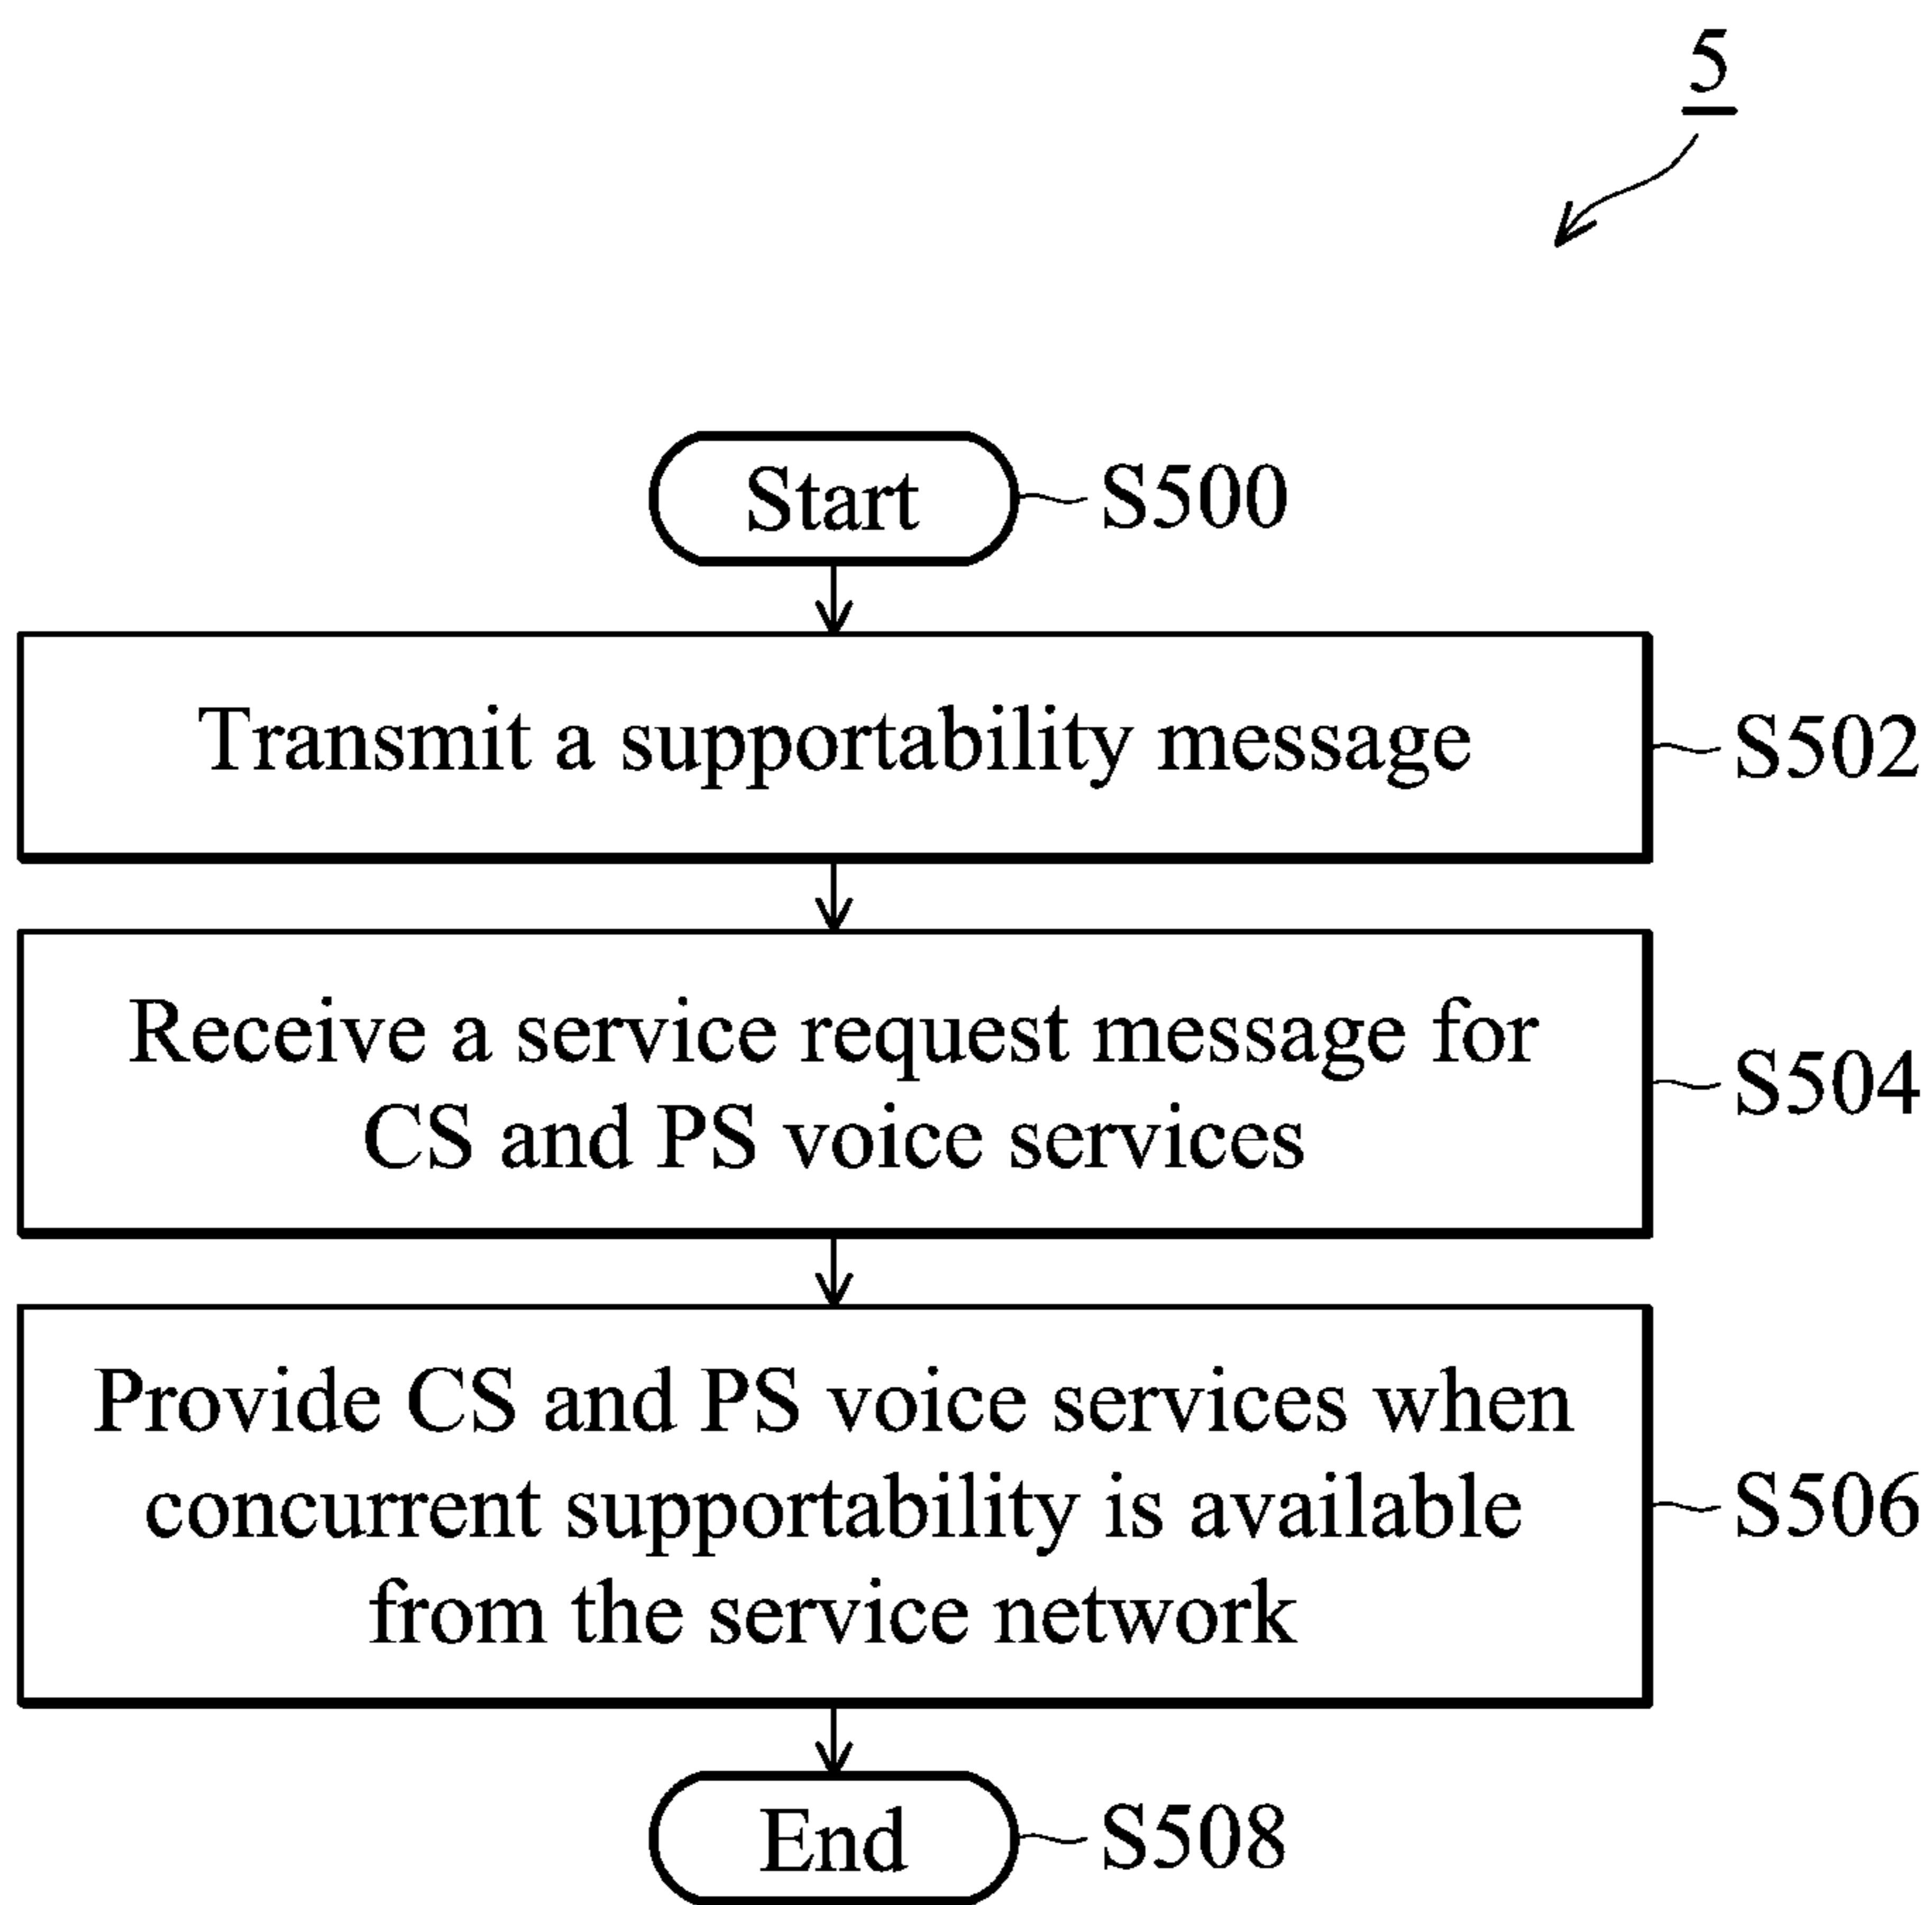 5
Start
S500
Transmit a supportability message
S502
Receive a service request message for
CS and PS voice services
S504
Provide CS and PS voice services when
concurrent supportability is available
from the service network
S506
End
S508